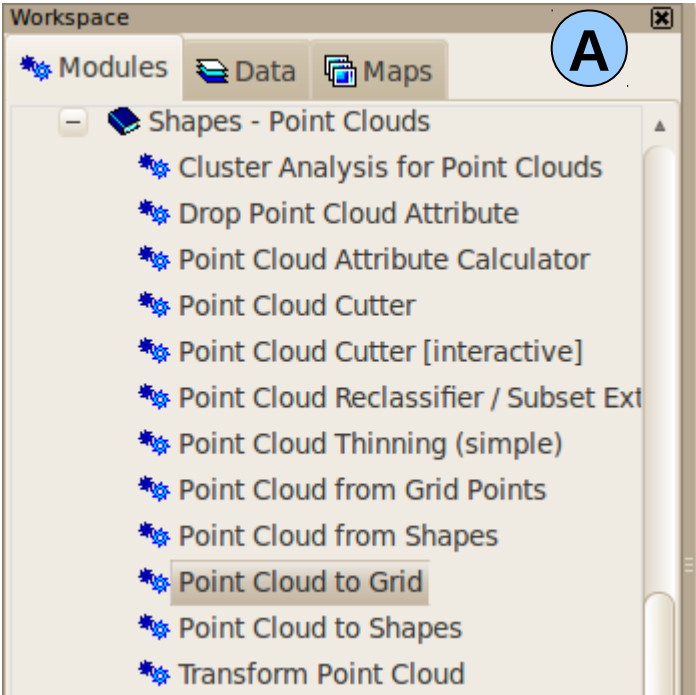 Workspace
A
Modules Data Maps
Shapes - Point Clouds
Cluster Analysis for Point Clouds
Drop Point Cloud Attribute
Point Cloud Attribute Calculator
Point Cloud Cutter
Point Cloud Cutter [interactive]
Point Cloud Reclassifier / Subset Ext
Point Cloud Thinning (simple)
Point Cloud from Grid Points
Point Cloud from Shapes
Point Cloud to Grid
Point Cloud to Shapes
Transform Point Cloud